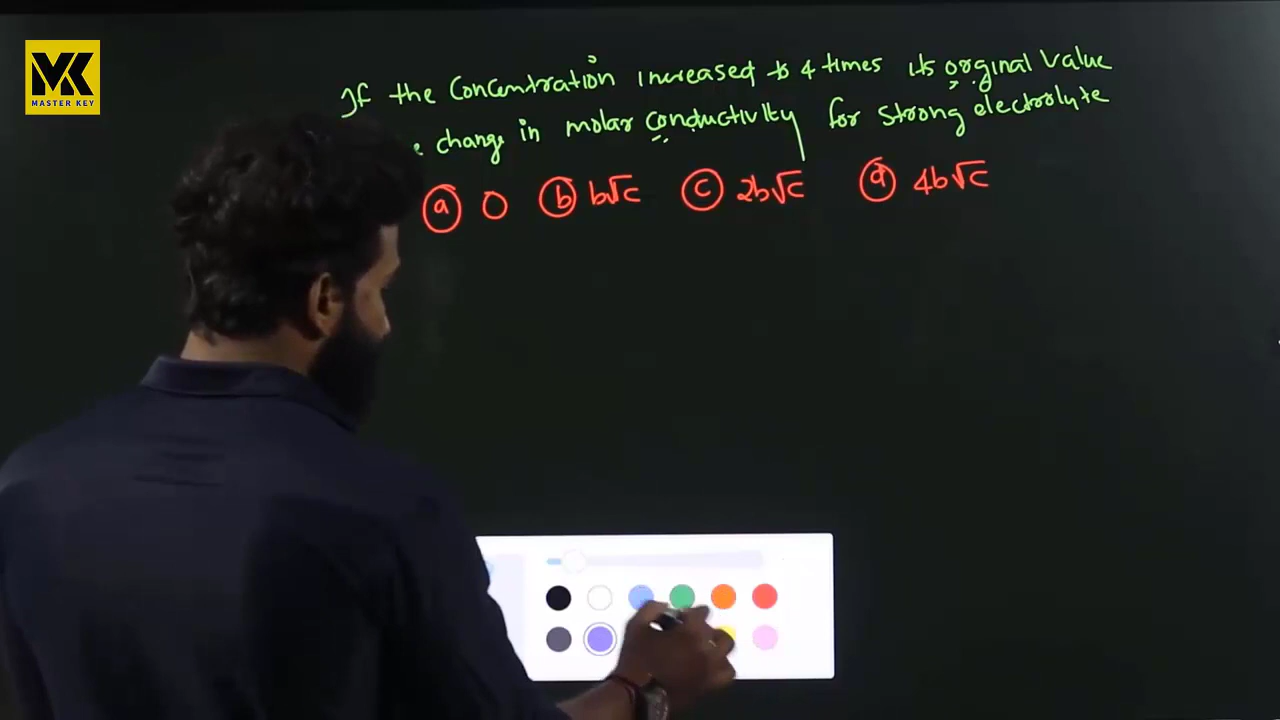 MASTER KEY
If the Concentration increased to 4 times its orginal value
change in molar conductivity for strong electrolyte
a 0 b b√c c 2b√c d 4b√c